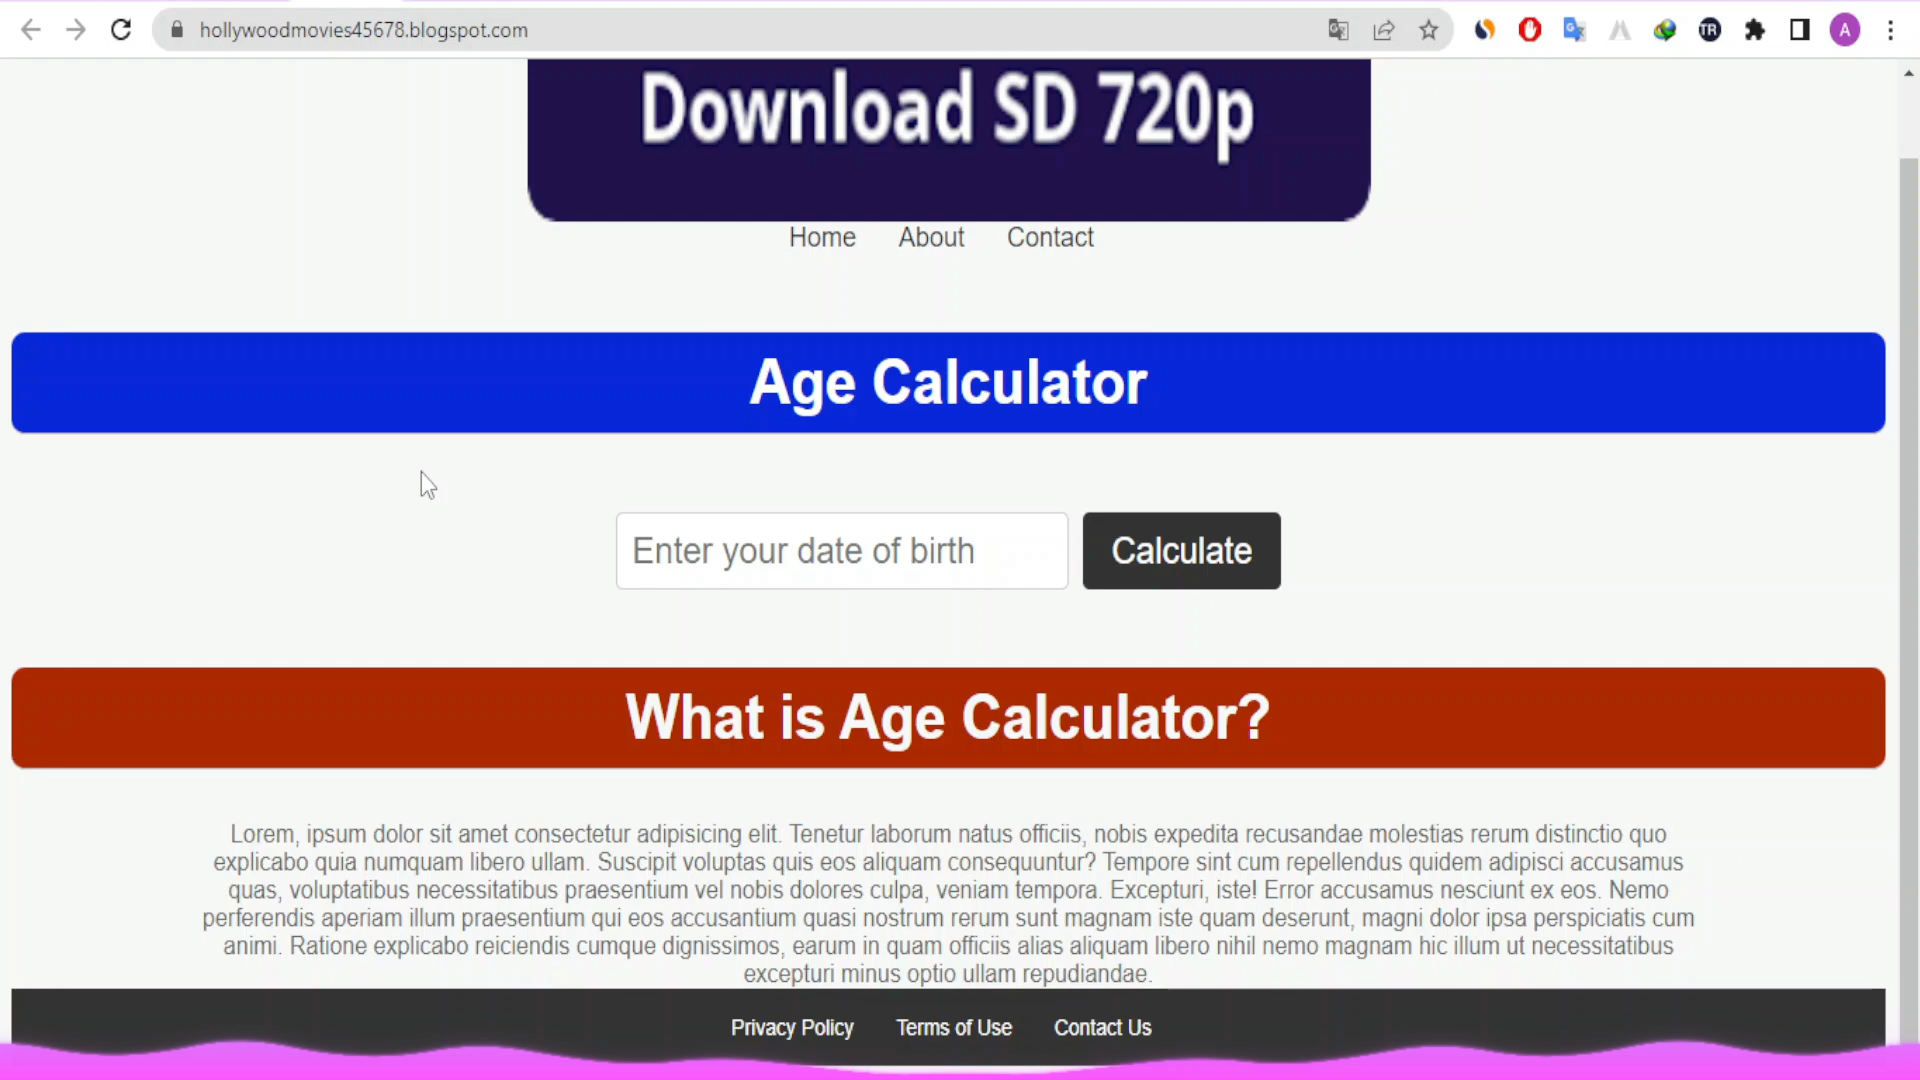 hollywoodmovies45678.blogspot.com
TR
A
Download SD 720p
Home About Contact
Age Calculator
Enter your date of birth Calculate
What is Age Calculator?
Lorem, ipsum dolor sit amet consectetur adipisicing elit. Tenetur laborum natus officiis, nobis expedita recusandae molestias rerum distinctio quo
explicabo quia numquam libero ullam. Suscipit voluptas quis eos aliquam consequuntur? Tempore sint cum repellendus quidem adipisci accusamus
quas, voluptatibus necessitatibus praesentium vel nobis dolores culpa, veniam tempora. Excepturi, iste! Error accusamus nesciunt ex eos. Nemo
perferendis aperiam illum praesentium qui eos accusantium quasi nostrum rerum sunt magnam iste quam deserunt, magni dolor ipsa perspiciatis cum
animi. Ratione explicabo reiciendis cumque dignissimos, earum in quam officiis alias aliquam libero nihil nemo magnam hic illum ut necessitatibus
excepturi minus optio ullam repudiandae.
Privacy Policy Terms of Use Contact Us